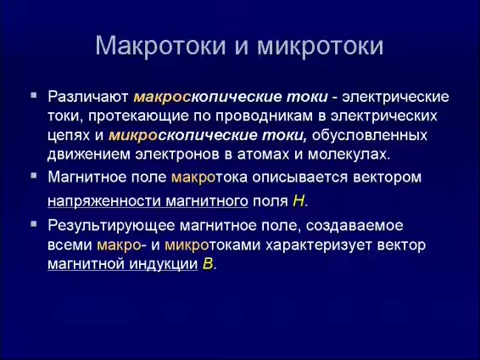 Макротоки и микротоки
Различают макроскопические токи - электрические
токи, протекающие по проводникам в электрических
цепях и микроскопические токи, обусловленных
движением электронов в атомах и молекулах.
Магнитное поле макротока описывается вектором
напряженности магнитного поля H.
Результирующее магнитное поле, создаваемое
всеми макро- и микротоками характеризует вектор
магнитной индукции B.